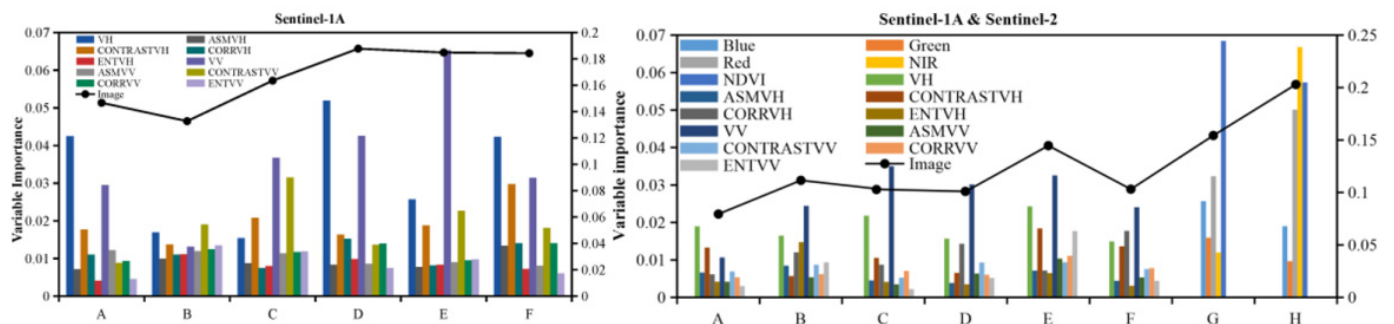 Sentinel-1A
Variable Importance
0.07
0.06
0.05
0.04
0.03
0.02
0.01
0
VH
ASMVH
CONTRASTVH
CORRVH
ENTVH
VV
ASMVV
CONTRASTVV
CORRVV
ENTVV
Image
0.2
0.18
0.16
0.14
0.12
0.1
0.08
0.06
0.04
0.02
0
A B C D E F
Sentinel-1A & Sentinel-2
Variable importance
0.07
0.06
0.05
0.04
0.03
0.02
0.01
0
Blue
Green
Red
NIR
NDVI
VH
ASMVH
CONTRASTVH
CORRVH
ENTVH
VV
ASMVV
CONTRASTVV
CORRVV
ENTVV
Image
0.25
0.2
0.15
0.1
0.05
0
A B C D E F G H